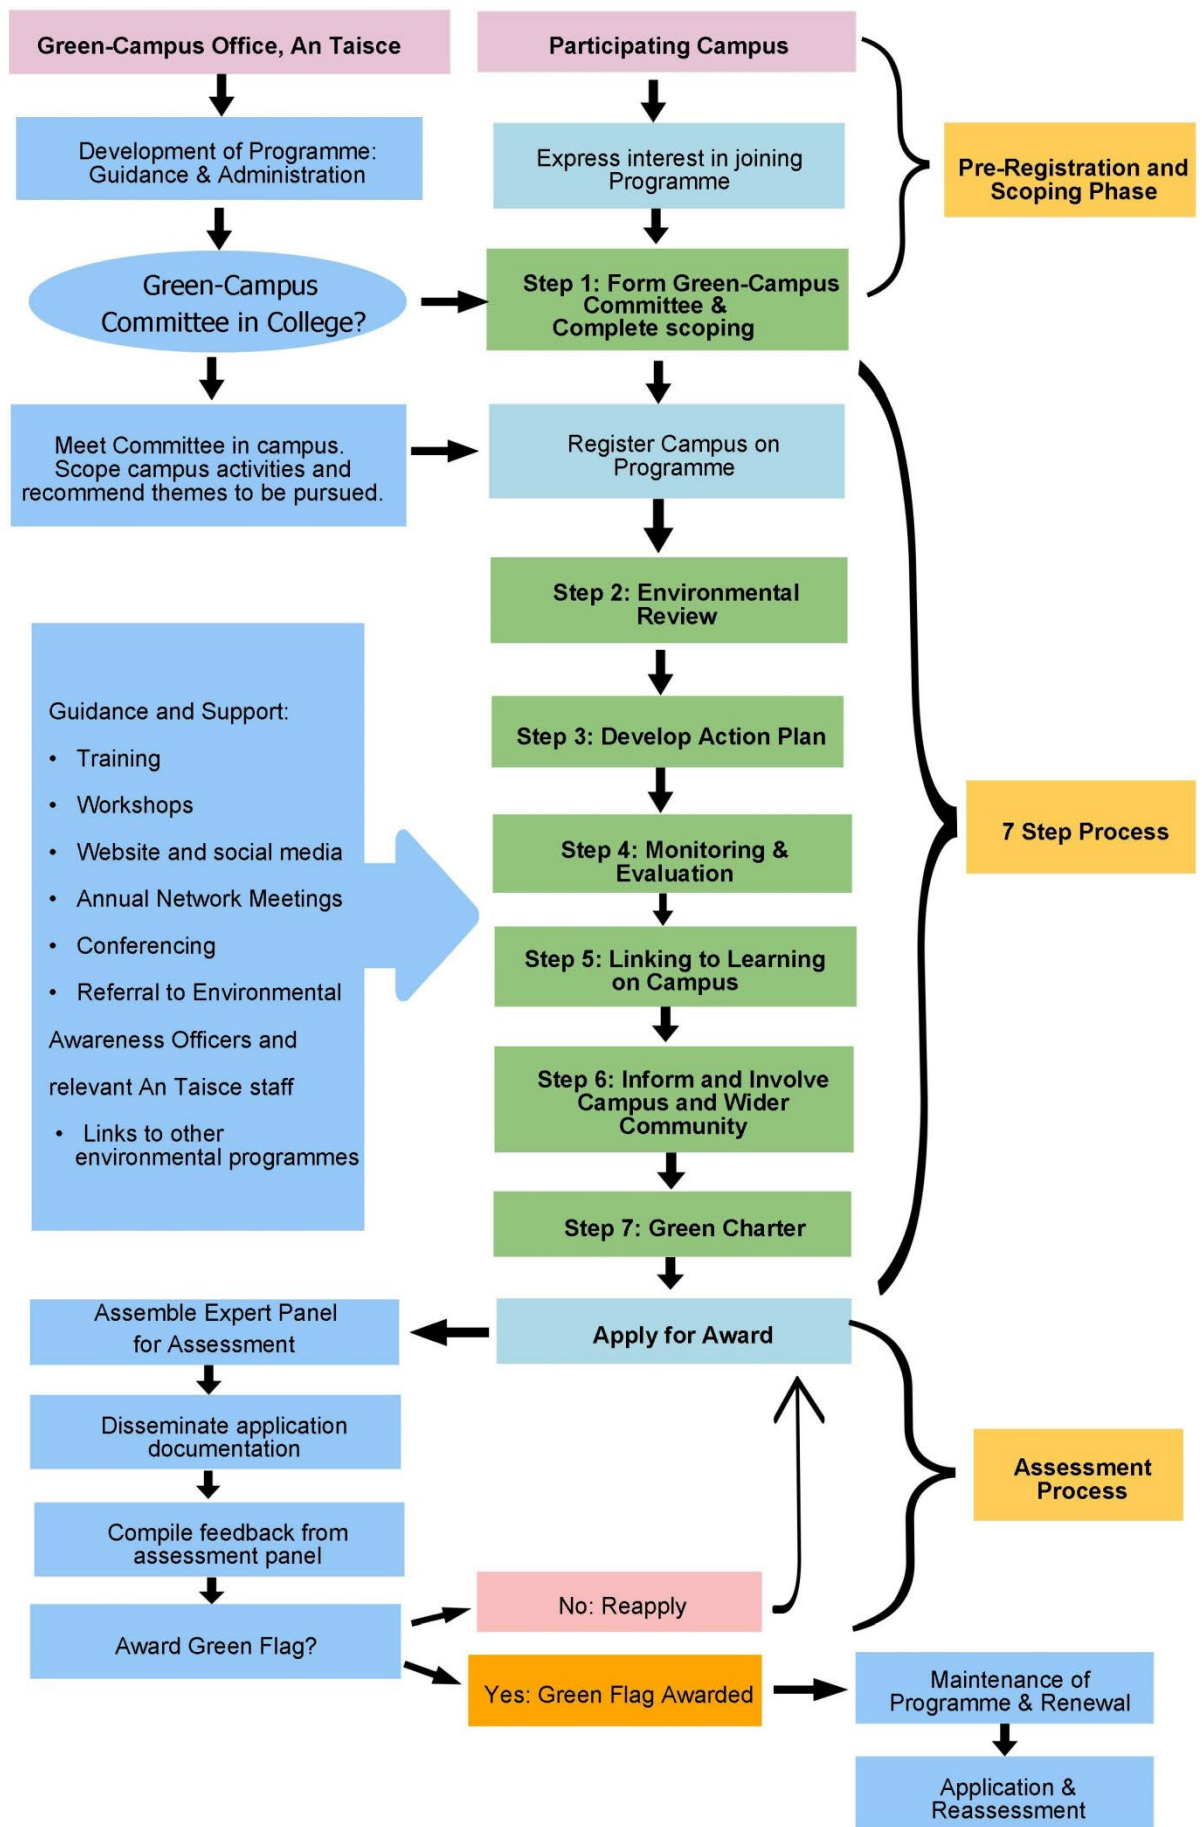 Green-Campus Office, An Taisce
Participating Campus
Development of Programme:
Guidance & Administration
Express interest in joining
Programme
Pre-Registration and
Scoping Phase
Green-Campus
Committee in College?
Step 1: Form Green-Campus
Committee &
Complete scoping
Meet Committee in campus.
Scope campus activities and
recommend themes to be pursued.
Register Campus on
Programme
Step 2: Environmental
Review
Step 3: Develop Action Plan
Step 4: Monitoring &
Evaluation
Step 5: Linking to Learning
on Campus
Step 6: Inform and Involve
Campus and Wider
Community
Step 7: Green Charter
7 Step Process
Guidance and Support:
• Training
• Workshops
• Website and social media
• Annual Network Meetings
• Conferencing
• Referral to Environmental
Awareness Officers and
relevant An Taisce staff
• Links to other
environmental programmes
Apply for Award
Assemble Expert Panel
for Assessment
Disseminate application
documentation
Compile feedback from
assessment panel
Award Green Flag?
No: Reapply
Yes: Green Flag Awarded
Assessment
Process
Maintenance of
Programme & Renewal
Application &
Reassessment